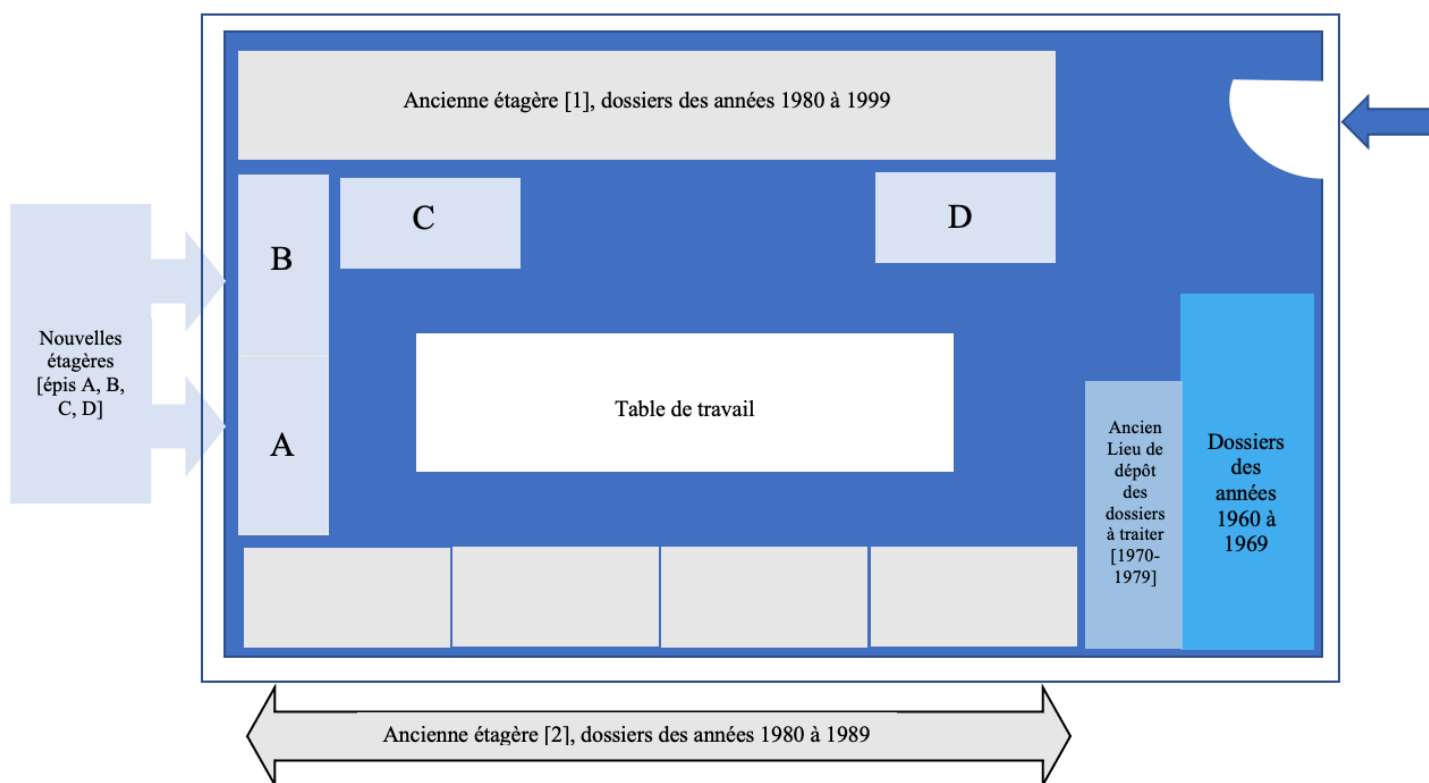 Ancienne étagère [1], dossiers des années 1980 à 1999
C
D
B
Nouvelles
étagères
[épis A, B,
C, D]
Table de travail
A
Ancien
Lieu de
dépôt
des
dossiers
à traiter
[1970-
1979]
Dossiers
des
années
1960 à
1969
Ancienne étagère [2], dossiers des années 1980 à 1989